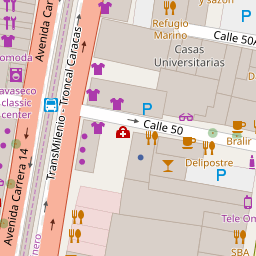 y sazón
Refugio
Marino
Calle 50A
Casas
Universitarias
Avenida Car
TransMilenio - Troncal Caracas
omoda
avaseco
classic
center
Calle 50
Bralir
Delipostre
P
P
P
Avenida Carrera 14
Tele On
SBA
nero